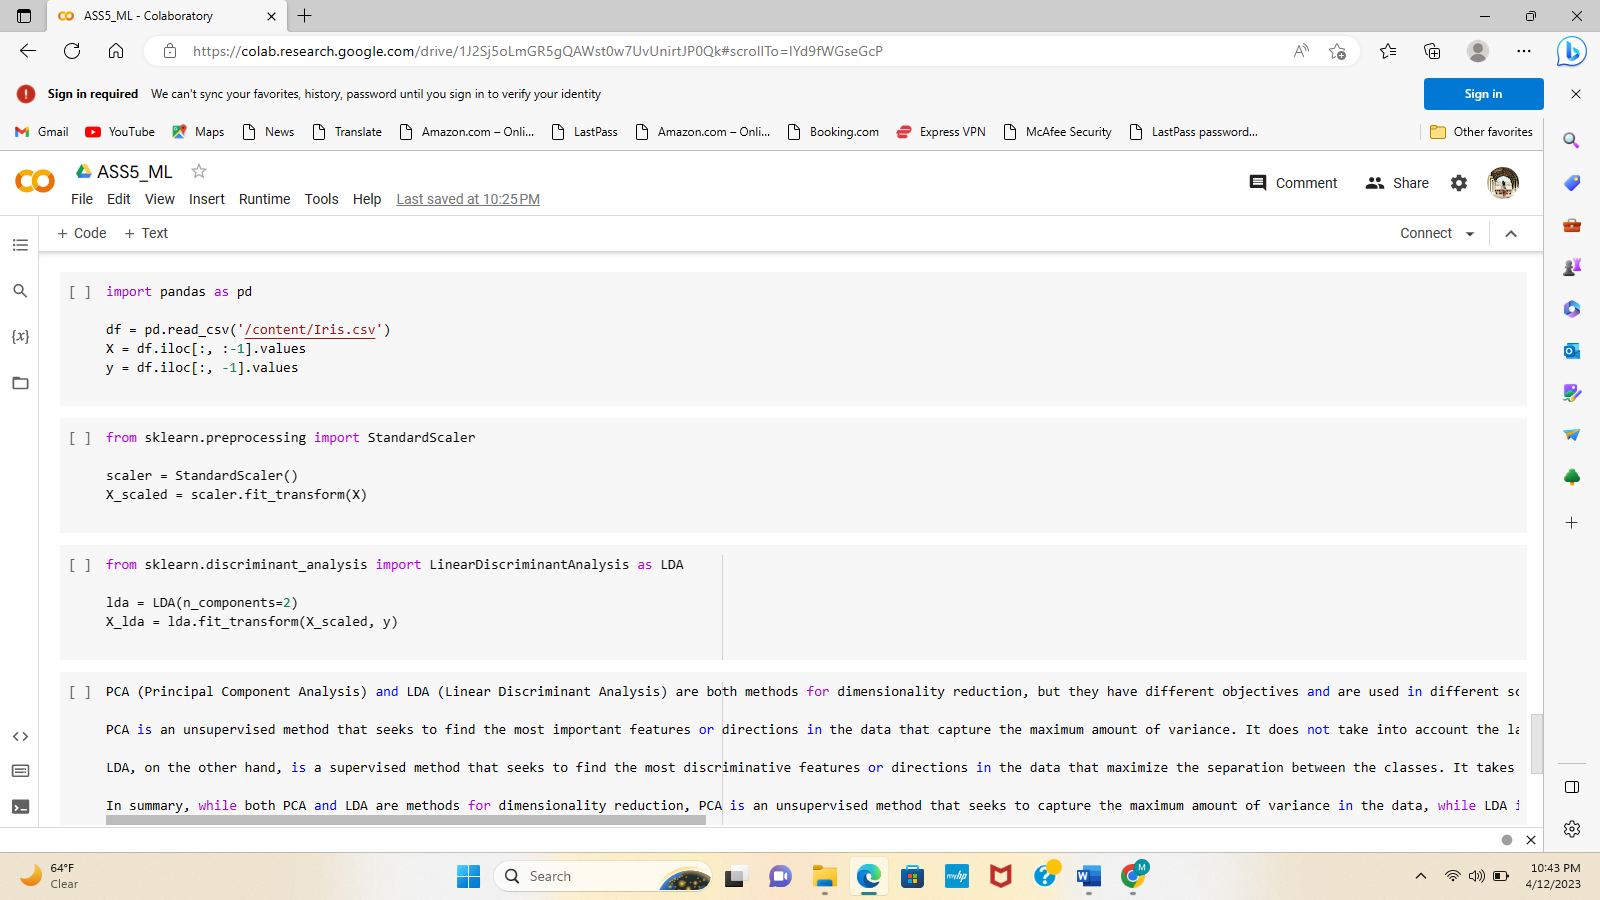 ASS5_ML - Colaboratory
https://colab.research.google.com/drive/1J2Sj5oLmGR5gQAWst0w7UvUnirtJP0Qk#scrollTo=IYd9fWGseGcP
Sign in required We can't sync your favorites, history, password until you sign in to verify your identity
Sign in
Gmail YouTube Maps News Translate Amazon.com – Onli... LastPass Amazon.com – Onli... Booking.com Express VPN McAfee Security LastPass password... Other favorites
ASS5_ML
Comment Share
File Edit View Insert Runtime Tools Help Last saved at 10:25 PM
+ Code + Text
Connect
[ ] import pandas as pd
df = pd.read_csv('/content/Iris.csv')
X = df.iloc[:, :-1].values
y = df.iloc[:, -1].values
[ ] from sklearn.preprocessing import StandardScaler
scaler = StandardScaler()
X_scaled = scaler.fit_transform(X)
[ ] from sklearn.discriminant_analysis import LinearDiscriminantAnalysis as LDA
lda = LDA(n_components=2)
X_lda = lda.fit_transform(X_scaled, y)
[ ] PCA (Principal Component Analysis) and LDA (Linear Discriminant Analysis) are both methods for dimensionality reduction, but they have different objectives and are used in different
PCA is an unsupervised method that seeks to find the most important features or directions in the data that capture the maximum amount of variance. It does not take into account the
LDA, on the other hand, is a supervised method that seeks to find the most discriminative features or directions in the data that maximize the separation between the classes. It takes
In summary, while both PCA and LDA are methods for dimensionality reduction, PCA is an unsupervised method that seeks to capture the maximum amount of variance in the data, while LDA
64°F
Clear
Search
myhp
M
10:43 PM
4/12/2023